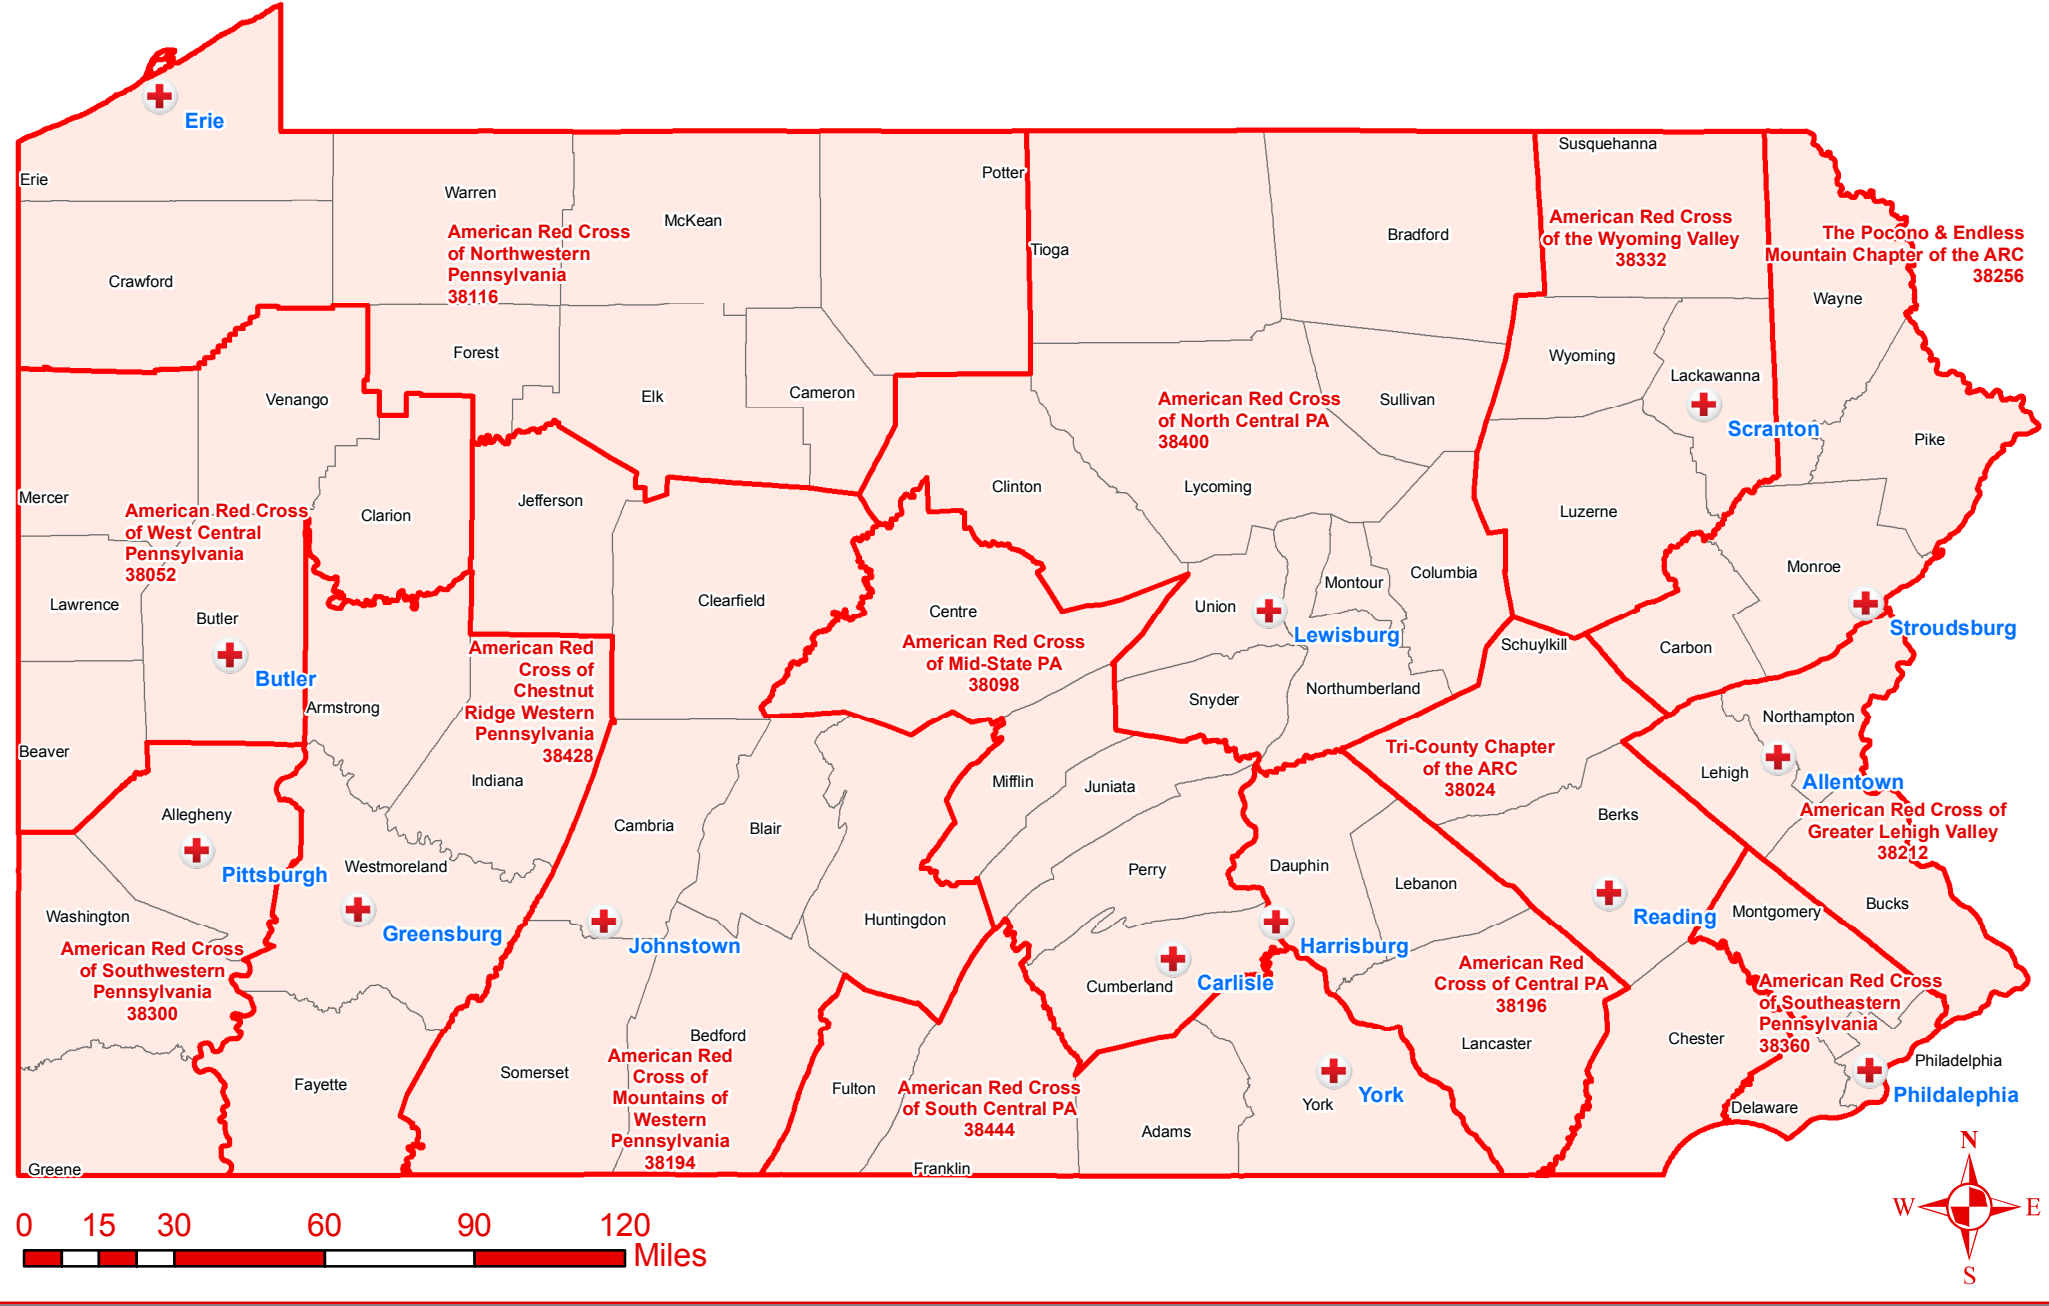 Erie
Erie
Warren
McKean
Potter
Tioga
Bradford
Susquehanna
American Red Cross
of Northwestern
Pennsylvania
38116
American Red Cross
of the Wyoming Valley
38332
The Pocono & Endless
Mountain Chapter of the ARC
38256
Wayne
Crawford
Forest
Elk
Cameron
Venango
Wyoming
Lackawanna
Scranton
Sullivan
American Red Cross
of North Central PA
38400
Pike
Mercer
American Red Cross
of West Central
Pennsylvania
38052
Clarion
Jefferson
Clinton
Lycoming
Luzerne
Lawrence
Butler
Butler
Clearfield
Centre
American Red Cross
of Mid-State PA
38098
Union
Montour
Columbia
Lewisburg
Monroe
Stroudsburg
Schuylkill
Carbon
American Red
Cross of
Chestnut
Ridge Western
Pennsylvania
38428
Armstrong
Snyder
Northumberland
Northampton
Beaver
Indiana
Mifflin
Juniata
Tri-County Chapter
of the ARC
38024
Lehigh
Allentown
American Red Cross of
Greater Lehigh Valley
38212
Allegheny
Pittsburgh
Cambria
Blair
Berks
Westmoreland
Perry
Dauphin
Lebanon
Washington
Greensburg
Johnstown
Huntingdon
Harrisburg
Reading
Montgomery
Bucks
American Red Cross
of Southwestern
Pennsylvania
38300
Cumberland
Carlisle
American Red
Cross of Central PA
38196
American Red Cross
of Southeastern
Pennsylvania
38360
Bedford
American Red
Cross of
Mountains of
Western
Pennsylvania
38194
Somerset
Fayette
Fulton
American Red Cross
of South Central PA
38444
Lancaster
Chester
Philadelphia
Phildalephia
York
York
Adams
Delaware
Greene
Franklin
N
W
E
S
0 15 30 60 90 120
Miles